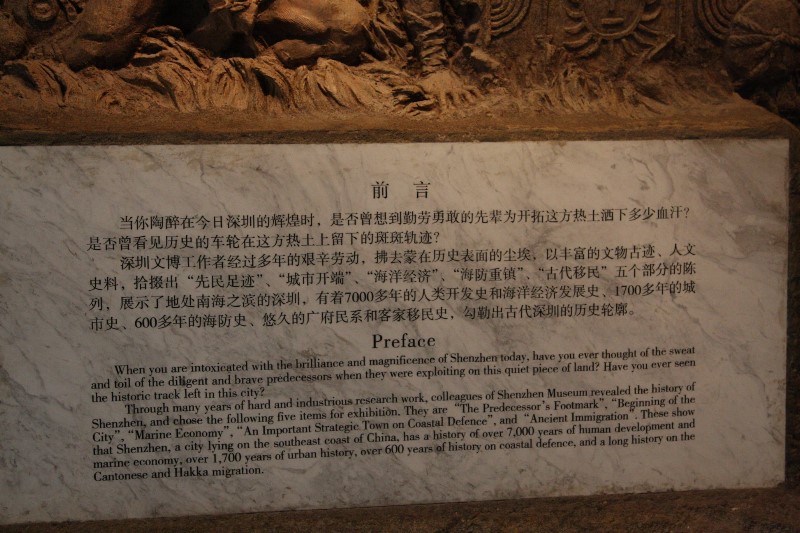 前 言
当你陶醉在今日深圳的辉煌时，是否曾想到勤劳勇敢的先辈为开拓这方热土洒下多少血汗？
是否曾看见历史的车轮在这方热土上留下的斑斑轨迹？
深圳文博工作者经过多年的艰辛劳动，拂去蒙在历史表面的尘埃，以丰富的文物古迹、人文
史料，拾掇出“先民足迹”、“城市开端”、“海洋经济”、“海防重镇”、“古代移民”五个部分的陈
列，展示了地处南海之滨的深圳，有着7000多年的人类开发史和海洋经济发展史、1700多年的城
市史、600多年的海防史、悠久的广府民系和客家移民史，勾勒出古代深圳的历史轮廓。
Preface
When you are intoxicated with the brilliance and magnificence of Shenzhen today, have you ever thought of the sweat
and toil of the diligent and brave predecessors when they were exploiting on this quiet piece of land? Have you ever seen
the historic track left in this city?
Through many years of hard and industrious research work, colleagues of Shenzhen Museum revealed the history of
Shenzhen, and chose the following five items for exhibition. They are “The Predecessor's Footmark”, “Beginning of the
City”, “Marine Economy”, “An Important Strategic Town on Coastal Defence”, and “Ancient Immigration”. These show
that Shenzhen, a city lying on the southeast coast of China, has a history of over 7,000 years of human development and
marine economy, over 1,700 years of urban history, over 600 years of history on coastal defence, and a long history on the
Cantonese and Hakka migration.